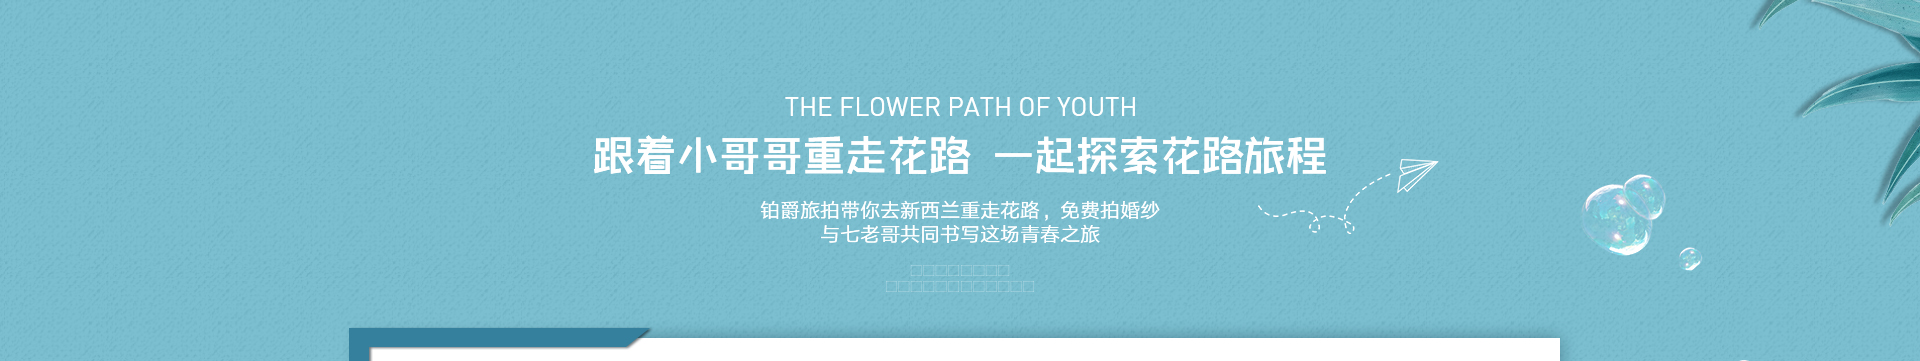 THE FLOWER PATH OF YOUTH
跟着小哥哥重走花路 一起探索花路旅程
铂爵旅拍带你去新西兰重走花路，免费拍婚纱
与七老哥共同书写这场青春之旅